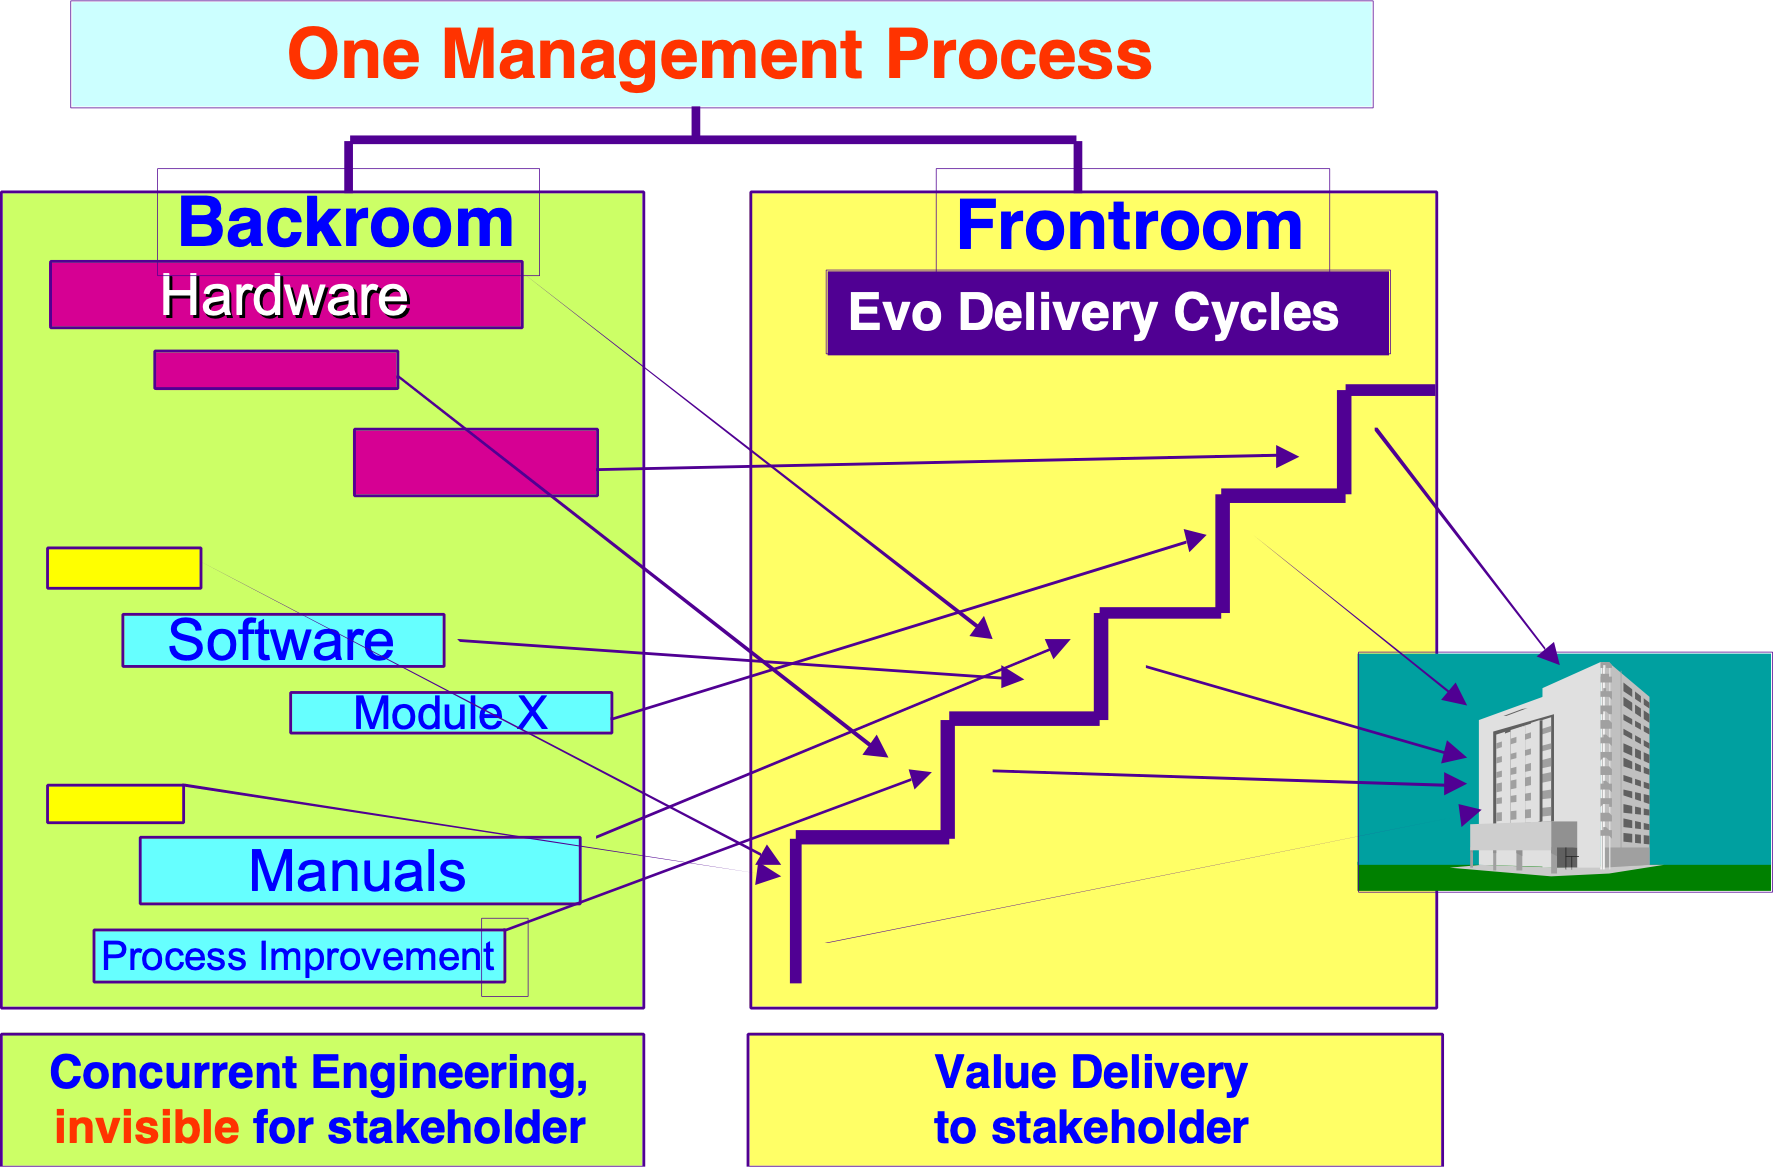 One Management Process
Backroom
Hardware
Software
Module X
Manuals
Process Improvement
Concurrent Engineering,
invisible for stakeholder
Frontroom
Evo Delivery Cycles
Value Delivery
to stakeholder